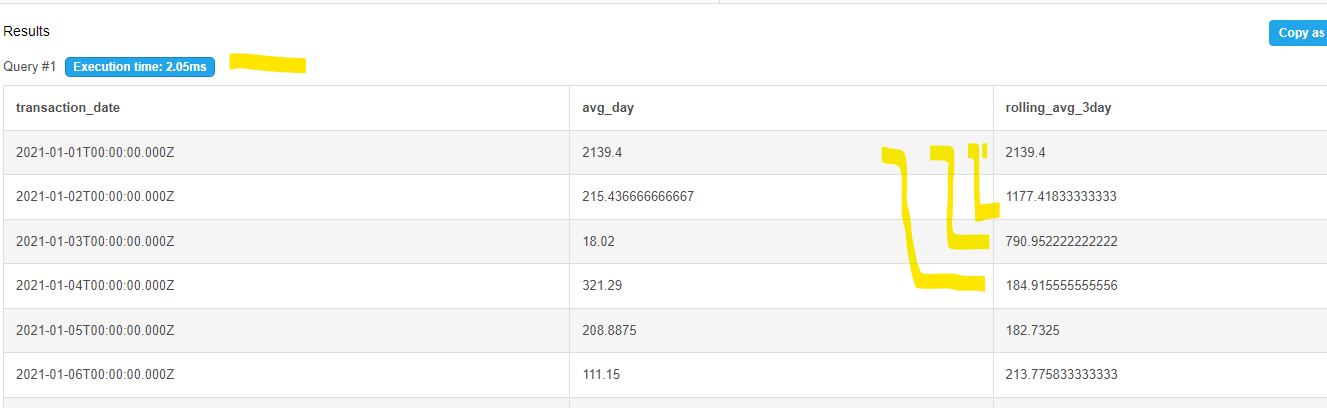 Results
Copy as
Query #1 Execution time: 2.05ms
transaction_date avg_day rolling_avg_3day
2021-01-01T00:00:00.000Z 2139.4 2139.4
2021-01-02T00:00:00.000Z 215.436666666667 1177.41833333333
2021-01-03T00:00:00.000Z 18.02 790.952222222222
2021-01-04T00:00:00.000Z 321.29 184.915555555556
2021-01-05T00:00:00.000Z 208.8875 182.7325
2021-01-06T00:00:00.000Z 111.15 213.775833333333